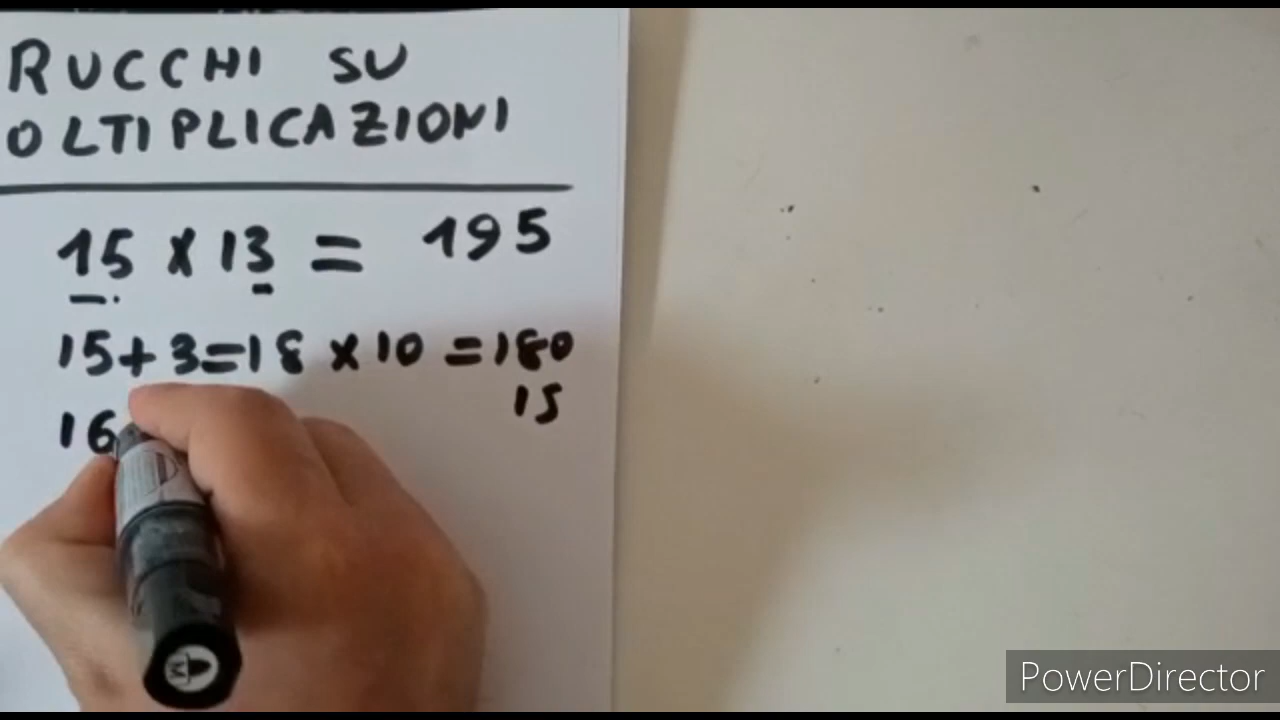 RUCCHI SU
OLTIPLICAZIONI
15 x 13 = 195
15+3=18 x 10 =180
15
16
PowerDirector